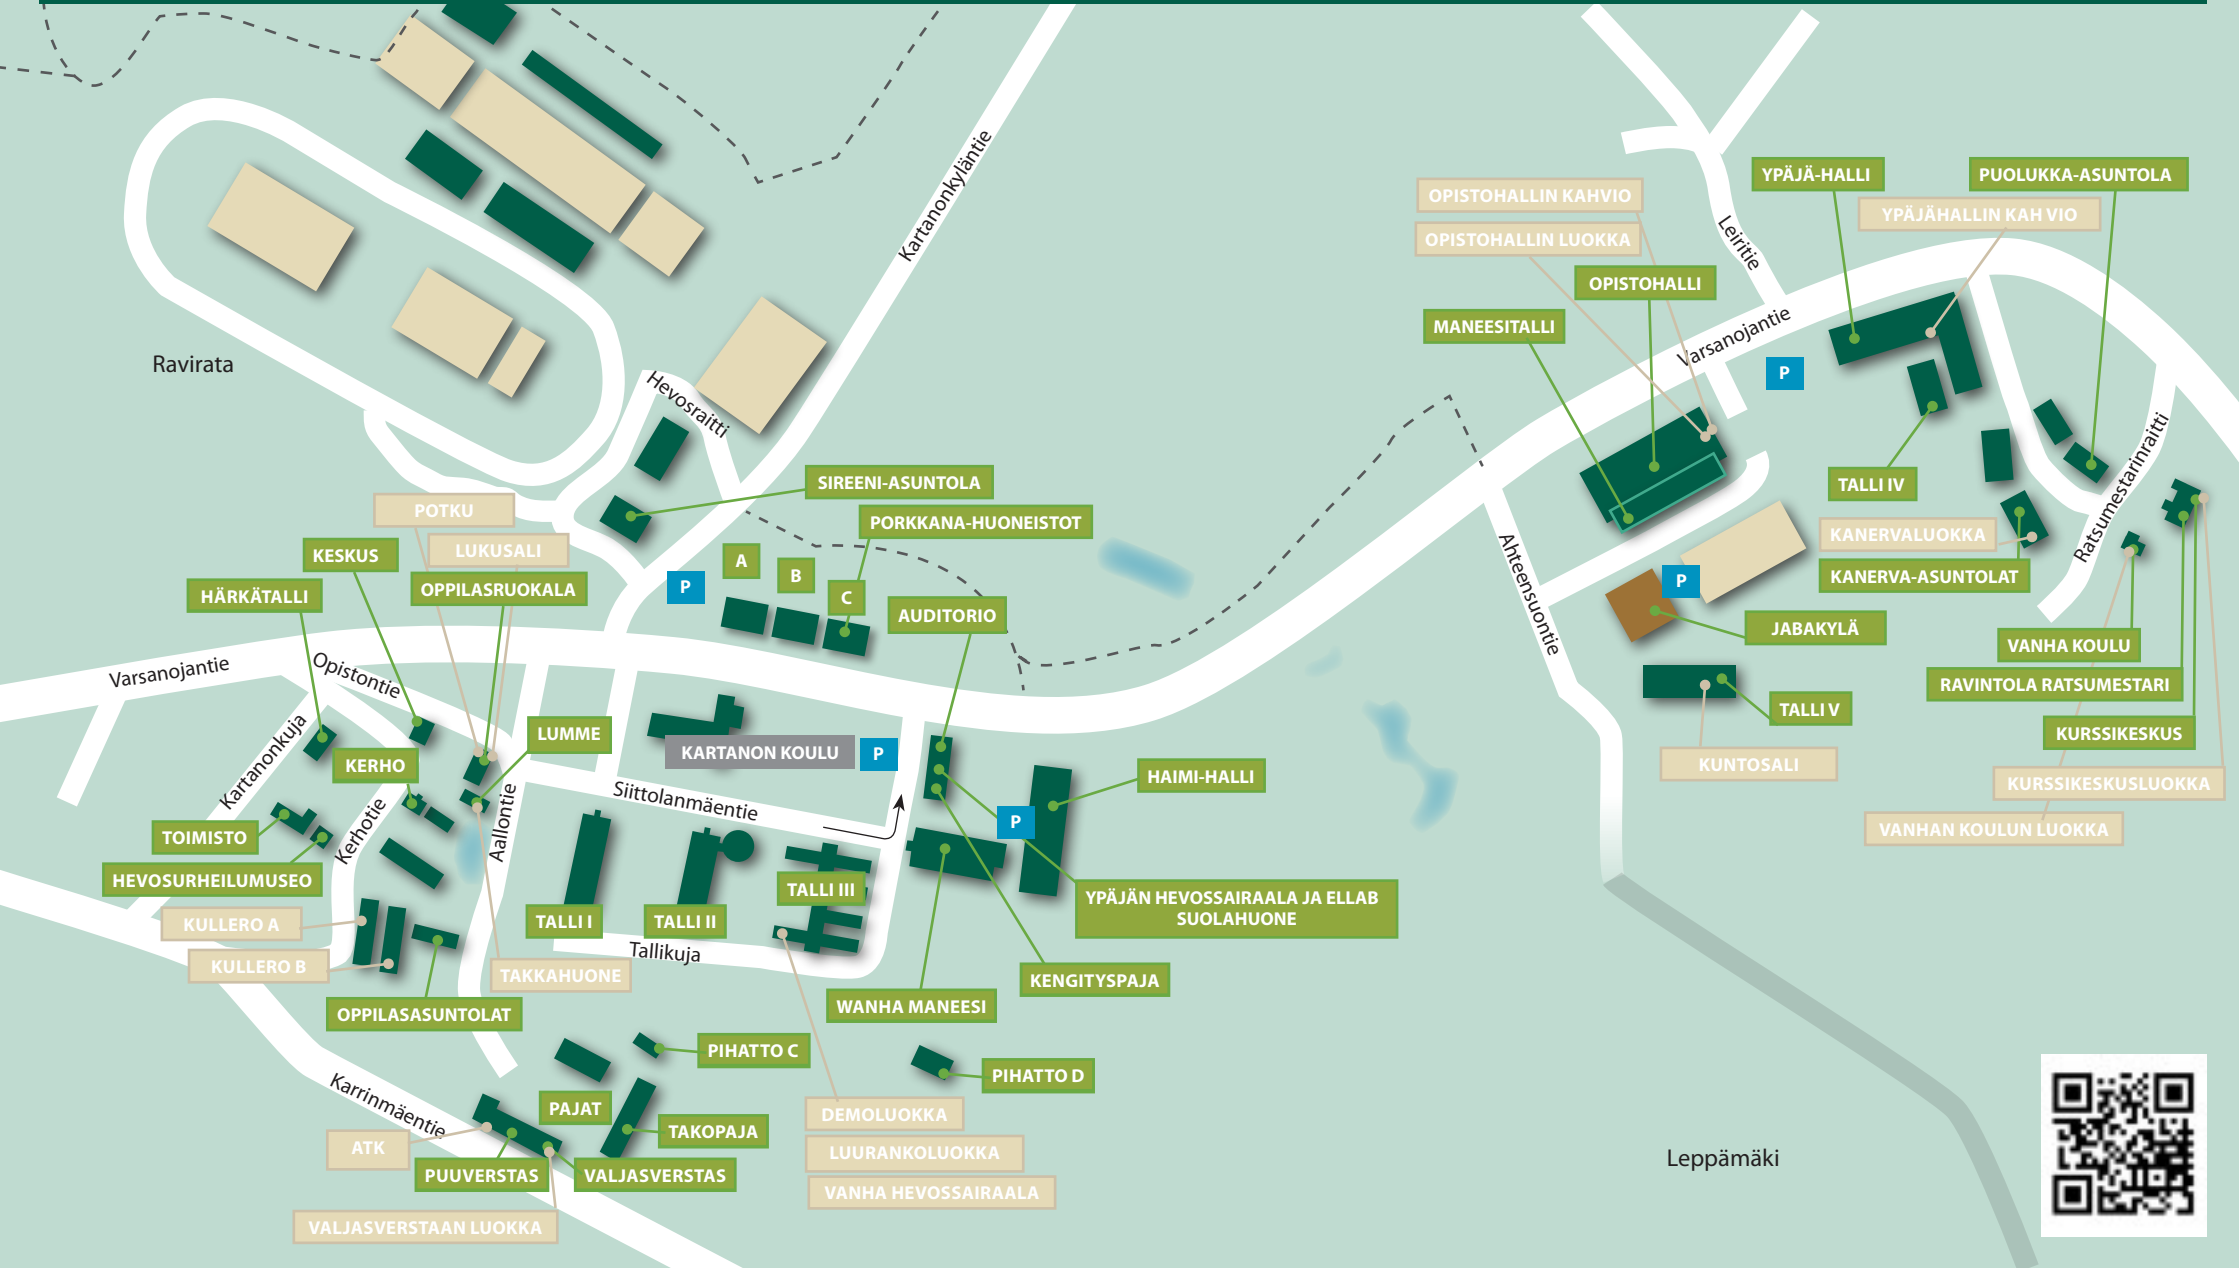 Kartanonkyläntie
YPÄJÄ-HALLI
PUOLUKKA-ASUNTOLA
OPISTOHALLIN KAHVIO
YPÄJÄHALLIN KAH VIO
OPISTOHALLIN LUOKKA
Leiritie
OPISTOHALLI
MANEESITALLI
Varsanojantie
Ravirata
P
Hevosraitti
SIREENI-ASUNTOLA
TALLI IV
Ratsumestarinraitti
POTKU
PORKKANA-HUONEISTOT
KANERVALUOKKA
LUKUSALI
KESKUS
A
B
C
P
Ahteensuontie
P
KANERVA-ASUNTOLAT
OPPILASRUOKALA
HÄRKÄTALLI
AUDITORIO
JABAKYLÄ
VANHA KOULU
Varsanojantie
Opistontie
RAVINTOLA RATSUMESTARI
TALLI V
LUMME
KURSSIKESKUS
KARTANON KOULU
P
KERHO
Kartanonkuja
KUNTOSALI
HAIMI-HALLI
KURSSIKESKUSLUOKKA
Siittolanmäentie
Aallontie
P
VANHAN KOULUN LUOKKA
TOIMISTO
Kerhotie
HEVOSURHEILUMUSEO
TALLI III
YPÄJÄN HEVOSSAIRAALA JA ELLAB
SUOLAHUONE
KULLERO A
TALLI I
TALLI II
Tallikuja
KULLERO B
TAKKAHUONE
KENGITYSPAJA
WANHA MANEESI
OPPILASASUNTOLAT
PIHATTO C
PIHATTO D
Karrinmäentie
PAJAT
DEMOLUOKKA
TAKOPAJA
ATK
LUURANKOLUOKKA
Leppämäki
PUUVERSTAS
VALJASVERSTAS
VANHA HEVOSSAIRAALA
VALJASVERSTAAN LUOKKA